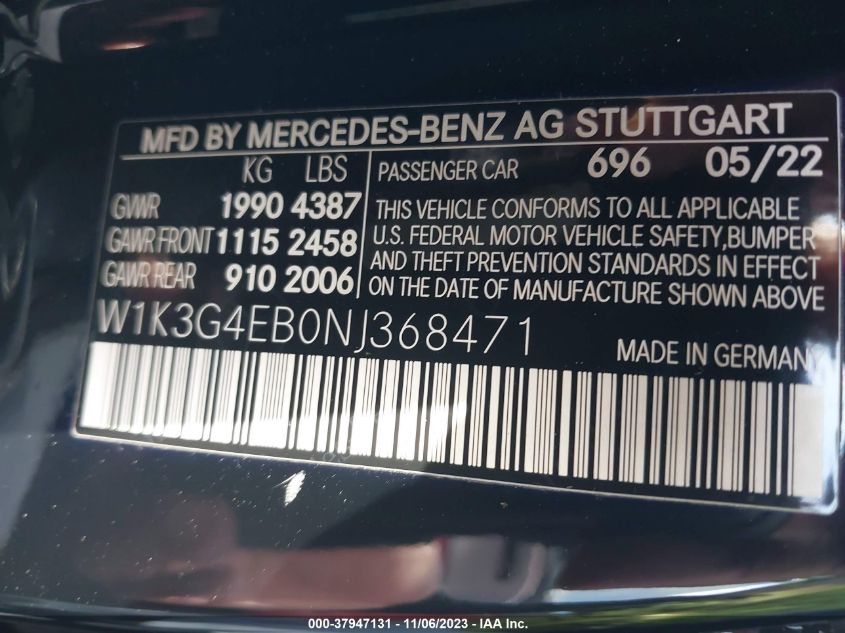 MFD BY MERCEDES-BENZ AG STUTTGART
KG LBS
GVWR 1990 4387
GAWR FRONT 1115 2458
GAWR REAR 910 2006
PASSENGER CAR 696 05/22
THIS VEHICLE CONFORMS TO ALL APPLICABLE
U.S. FEDERAL MOTOR VEHICLE SAFETY, BUMPER
AND THEFT PREVENTION STANDARDS IN EFFECT
ON THE DATE OF MANUFACTURE SHOWN ABOVE
W1K3G4EB0NJ368471
MADE IN GERMANY
000-37947131 - 11/06/2023 - IAA Inc.